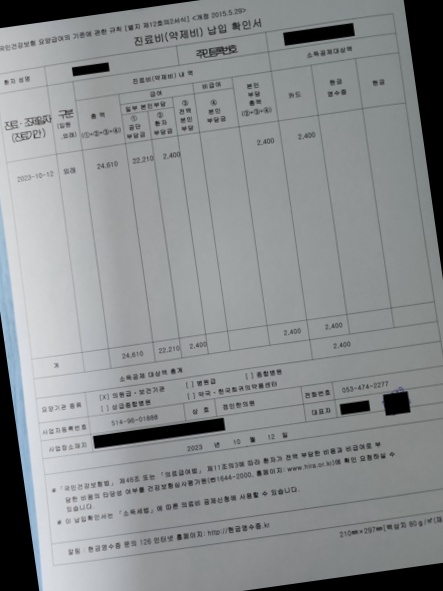 국민건강보험 요양급여의 기준에 관한 규칙 [별지 제12호의2서식] <개정 2015.5.29>
진료비(약제비) 납입 확인서
환자 성명
주민등록번호
진료비(약제비) 내 역
소득공제대상액
진료·조제일자 (진료기간)
구분 (입원, 외래)
총 액 (①+②+③+④)
급여
일부 본인부담
① 공단 부담금
② 환자 부담금
③ 전액 본인 부담
비급여
④ 본인 부담
본인 부담 총액 (②+③+④)
카드
현금 영수증
현금
2023-10-12 외래 24,610 22,210 2,400 2,400 2,400
계 24,610 22,210 2,400 2,400 2,400
소득공제 대상액 총계 2,400
요양기관 종류 [X] 의원급·보건기관 [ ] 병원급 [ ] 종합병원
[ ] 상급종합병원 [ ] 약국·한국희귀의약품센터
사업자등록번호 514-96-01888 상 호 경민한의원 전화번호 053-474-2277
사업장소재지 대표자
2023 년 10 월 12 일
※ 「국민건강보험법」 제48조 또는 「의료급여법」 제11조의3에 따라 환자가 전액 부담한 비용과 비급여로 부
담한 비용의 타당성 여부를 건강보험심사평가원(☎1644-2000, 홈페이지: www.hira.or.kr)에 확인 요청하실 수
있습니다.
※ 이 납입확인서는 「소득세법」에 따른 의료비 공제신청에 사용할 수 있습니다.
알림 : 현금영수증 문의 126 인터넷 홈페이지: http://현금영수증.kr
210㎜×297㎜[백상지 80g/㎡(재